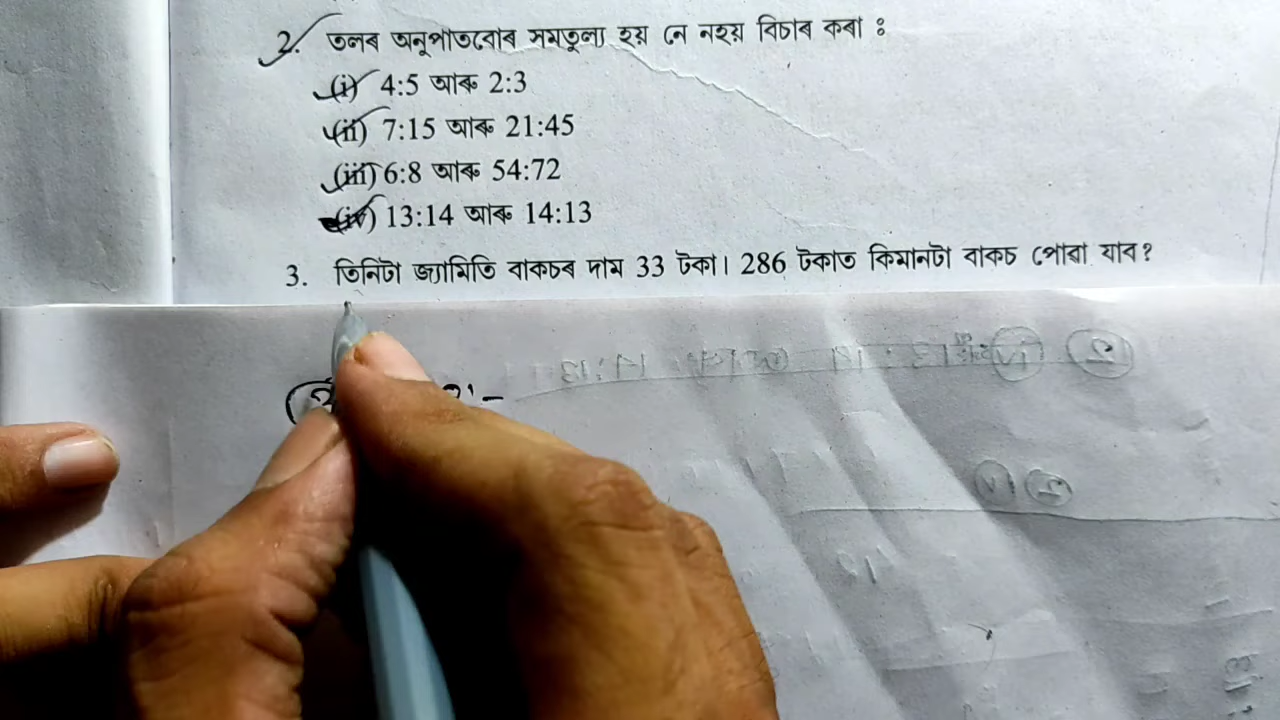 2. তলৰ অনুপাতবোৰ সমতুল্য হয় নে নহয় বিচাৰ কৰা ঃ
(i) 4:5 আৰু 2:3
(ii) 7:15 আৰু 21:45
(iii) 6:8 আৰু 54:72
(iv) 13:14 আৰু 14:13
3. তিনিটা জ্যামিতি বাকচৰ দাম 33 টকা। 286 টকাত কিমানটা বাকচ পোৱা যাব?